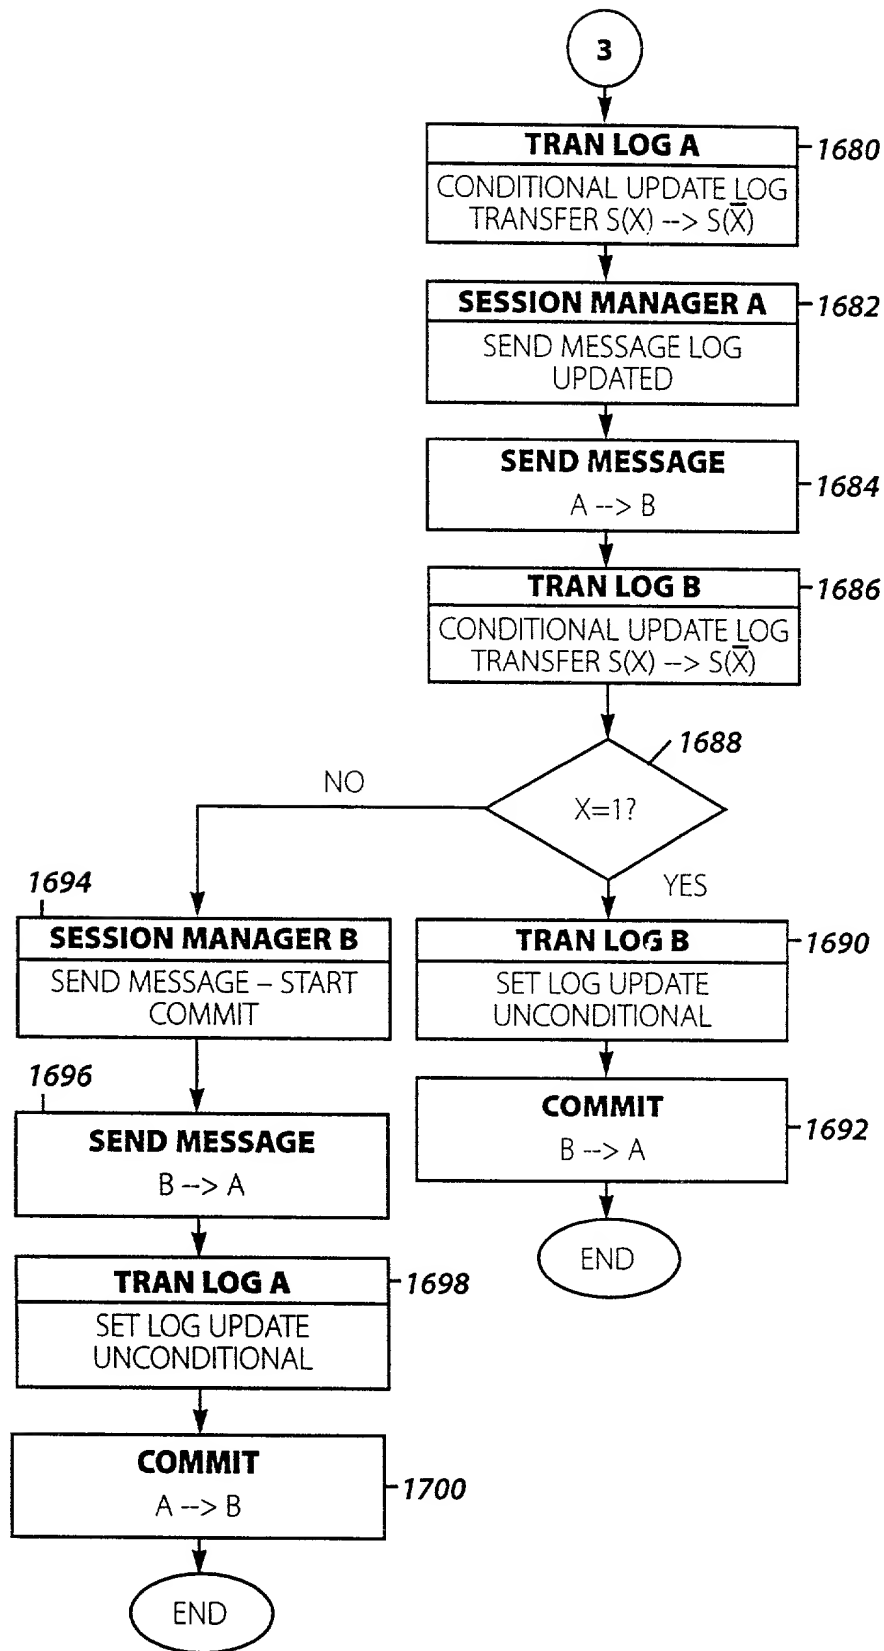 3
TRAN LOG A
1680
CONDITIONAL UPDATE LOG
TRANSFER S(X) --> S(X̅)
SESSION MANAGER A
1682
SEND MESSAGE LOG
UPDATED
SEND MESSAGE
1684
A --> B
TRAN LOG B
1686
CONDITIONAL UPDATE LOG
TRANSFER S(X) --> S(X̅)
1688
X=1?
NO
YES
1694
SESSION MANAGER B
SEND MESSAGE – START
COMMIT
TRAN LOG B
1690
SET LOG UPDATE
UNCONDITIONAL
1696
SEND MESSAGE
B --> A
COMMIT
1692
B --> A
END
TRAN LOG A
1698
SET LOG UPDATE
UNCONDITIONAL
COMMIT
1700
A --> B
END